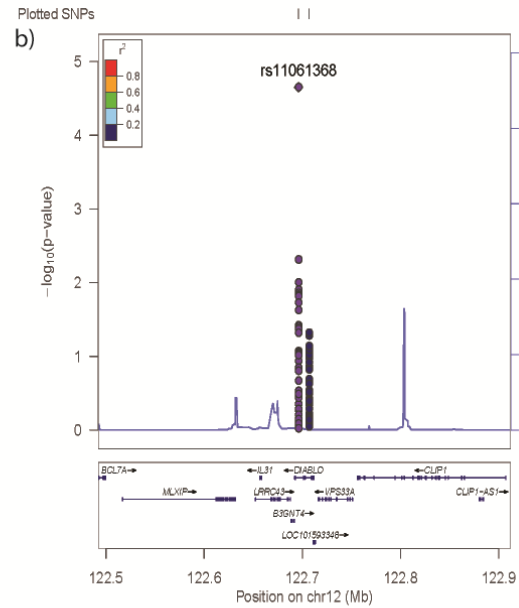 Plotted SNPs
b)
r²
0.8
0.6
0.4
0.2
rs11061368
5
4
3
2
1
0
−log10(p-value)
BCL7A IL31 DIABLO CLIP1
MLXIP LRRC43 VPS33A CLIP1-AS1
B3GNT4
LOC101593348
122.5 122.6 122.7 122.8 122.9
Position on chr12 (Mb)